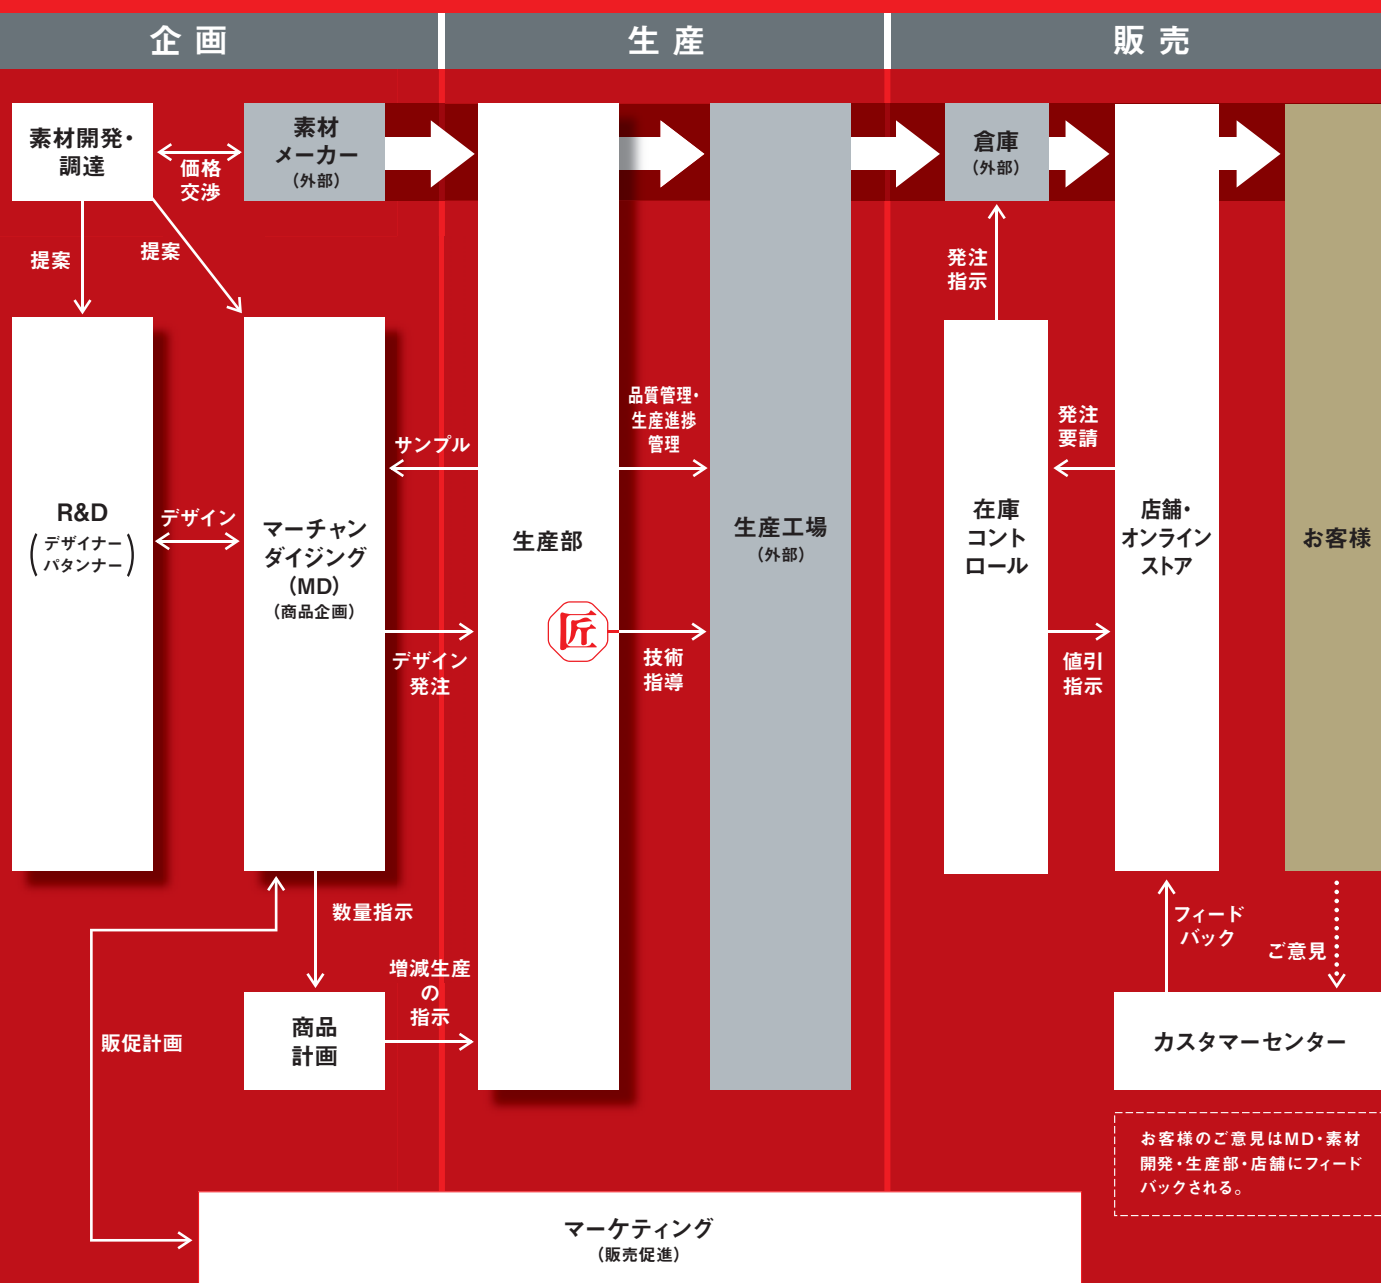 企画
生産
販売
素材開発・
調達
価格
交渉
素材
メーカー
(外部)
倉庫
(外部)
提案
提案
発注
指示
R&D
(デザイナー
パタンナー)
デザイン
マーチャン
ダイジング
(MD)
(商品企画)
サンプル
デザイン
発注
生産部
匠
品質管理・
生産進捗
管理
技術
指導
生産工場
(外部)
在庫
コント
ロール
発注
要請
値引
指示
店舗・
オンライン
ストア
お客様
数量指示
増減生産
の
指示
商品
計画
販促計画
フィード
バック
ご意見
カスタマーセンター
お客様のご意見はMD・素材
開発・生産部・店舗にフィード
バックされる。
マーケティング
(販売促進)